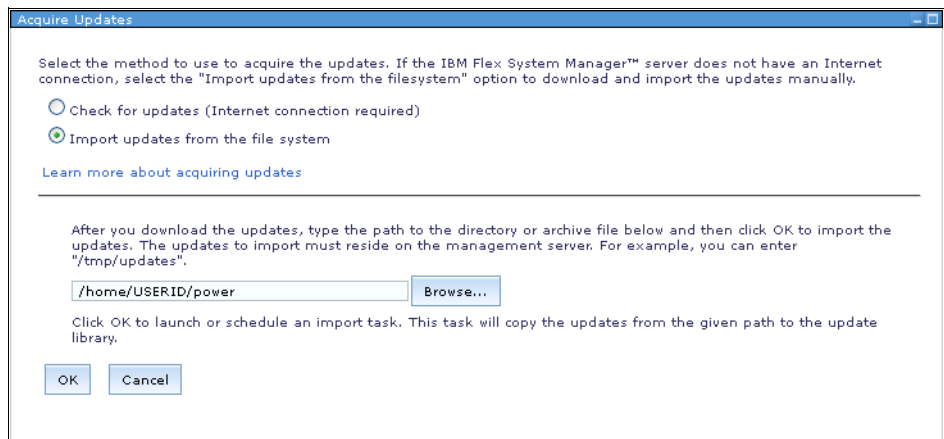 Acquire Updates
Select the method to use to acquire the updates. If the IBM Flex System Manager™ server does not have an Internet
connection, select the "Import updates from the filesystem" option to download and import the updates manually.
Check for updates (Internet connection required)
Import updates from the file system
Learn more about acquiring updates
After you download the updates, type the path to the directory or archive file below and then click OK to import the
updates. The updates to import must reside on the management server. For example, you can enter
"/tmp/updates".
/home/USERID/power Browse...
Click OK to launch or schedule an import task. This task will copy the updates from the given path to the update
library.
OK Cancel